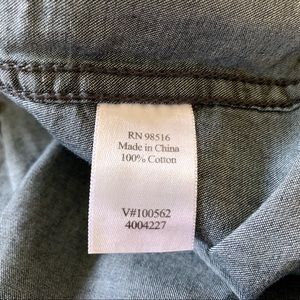 RN 98516
Made in China
100% Cotton
V#100562
4004227